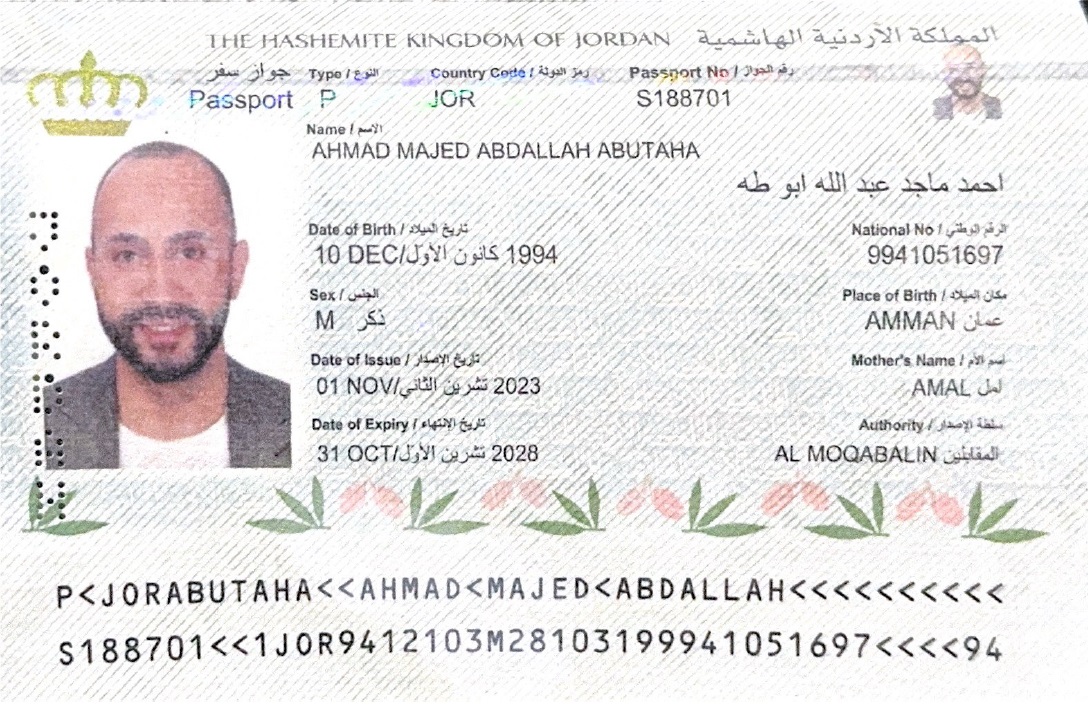 THE HASHEMITE KINGDOM OF JORDAN المملكة الأردنية الهاشمية
جواز سفر Type / النوع Country Code / رمز الدولة Passport No / رقم الجواز
Passport P JOR S188701
Name / الاسم
AHMAD MAJED ABDALLAH ABUTAHA
احمد ماجد عبد الله ابو طه
Date of Birth / تاريخ الميلاد National No / الرقم الوطني
10 DEC/كانون الأول 1994 9941051697
Sex / الجنس Place of Birth / مكان الميلاد
M ذكر AMMAN عمان
Date of Issue / تاريخ الإصدار Mother's Name / اسم الأم
01 NOV/تشرين الثاني 2023 AMAL امل
Date of Expiry / تاريخ الإنتهاء Authority / سلطة الإصدار
31 OCT/تشرين الأول 2028 AL MOQABALIN المقابلين
P<JORABUTAHA<<AHMAD<MAJED<ABDALLAH<<<<<<<<<<
S188701<<1JOR9412103M28103199941051697<<<<94